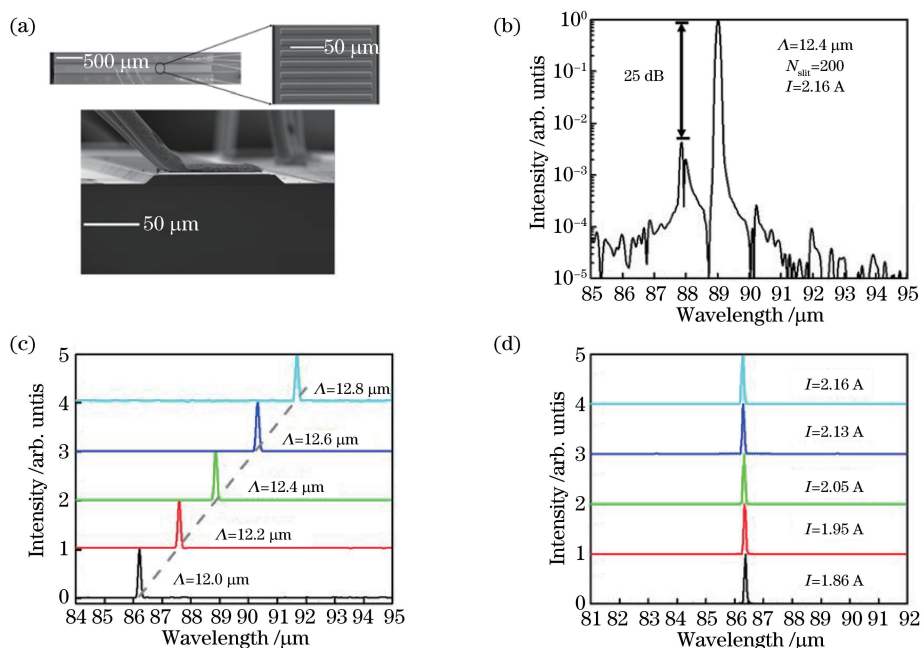 (a)
500 μm
50 μm
50 μm
(b)
Intensity /arb. untis
10⁰
10⁻¹
10⁻²
10⁻³
10⁻⁴
10⁻⁵
25 dB
Λ=12.4 μm
N_slit=200
I=2.16 A
85 86 87 88 89 90 91 92 93 94 95
Wavelength /μm
(c)
Intensity /arb. untis
5
4
3
2
1
0
Λ=12.8 μm
Λ=12.6 μm
Λ=12.4 μm
Λ=12.2 μm
Λ=12.0 μm
84 85 86 87 88 89 90 91 92 93 94 95
Wavelength /μm
(d)
Intensity /arb. untis
5
4
3
2
1
0
I=2.16 A
I=2.13 A
I=2.05 A
I=1.95 A
I=1.86 A
81 82 83 84 85 86 87 88 89 90 91 92
Wavelength /μm